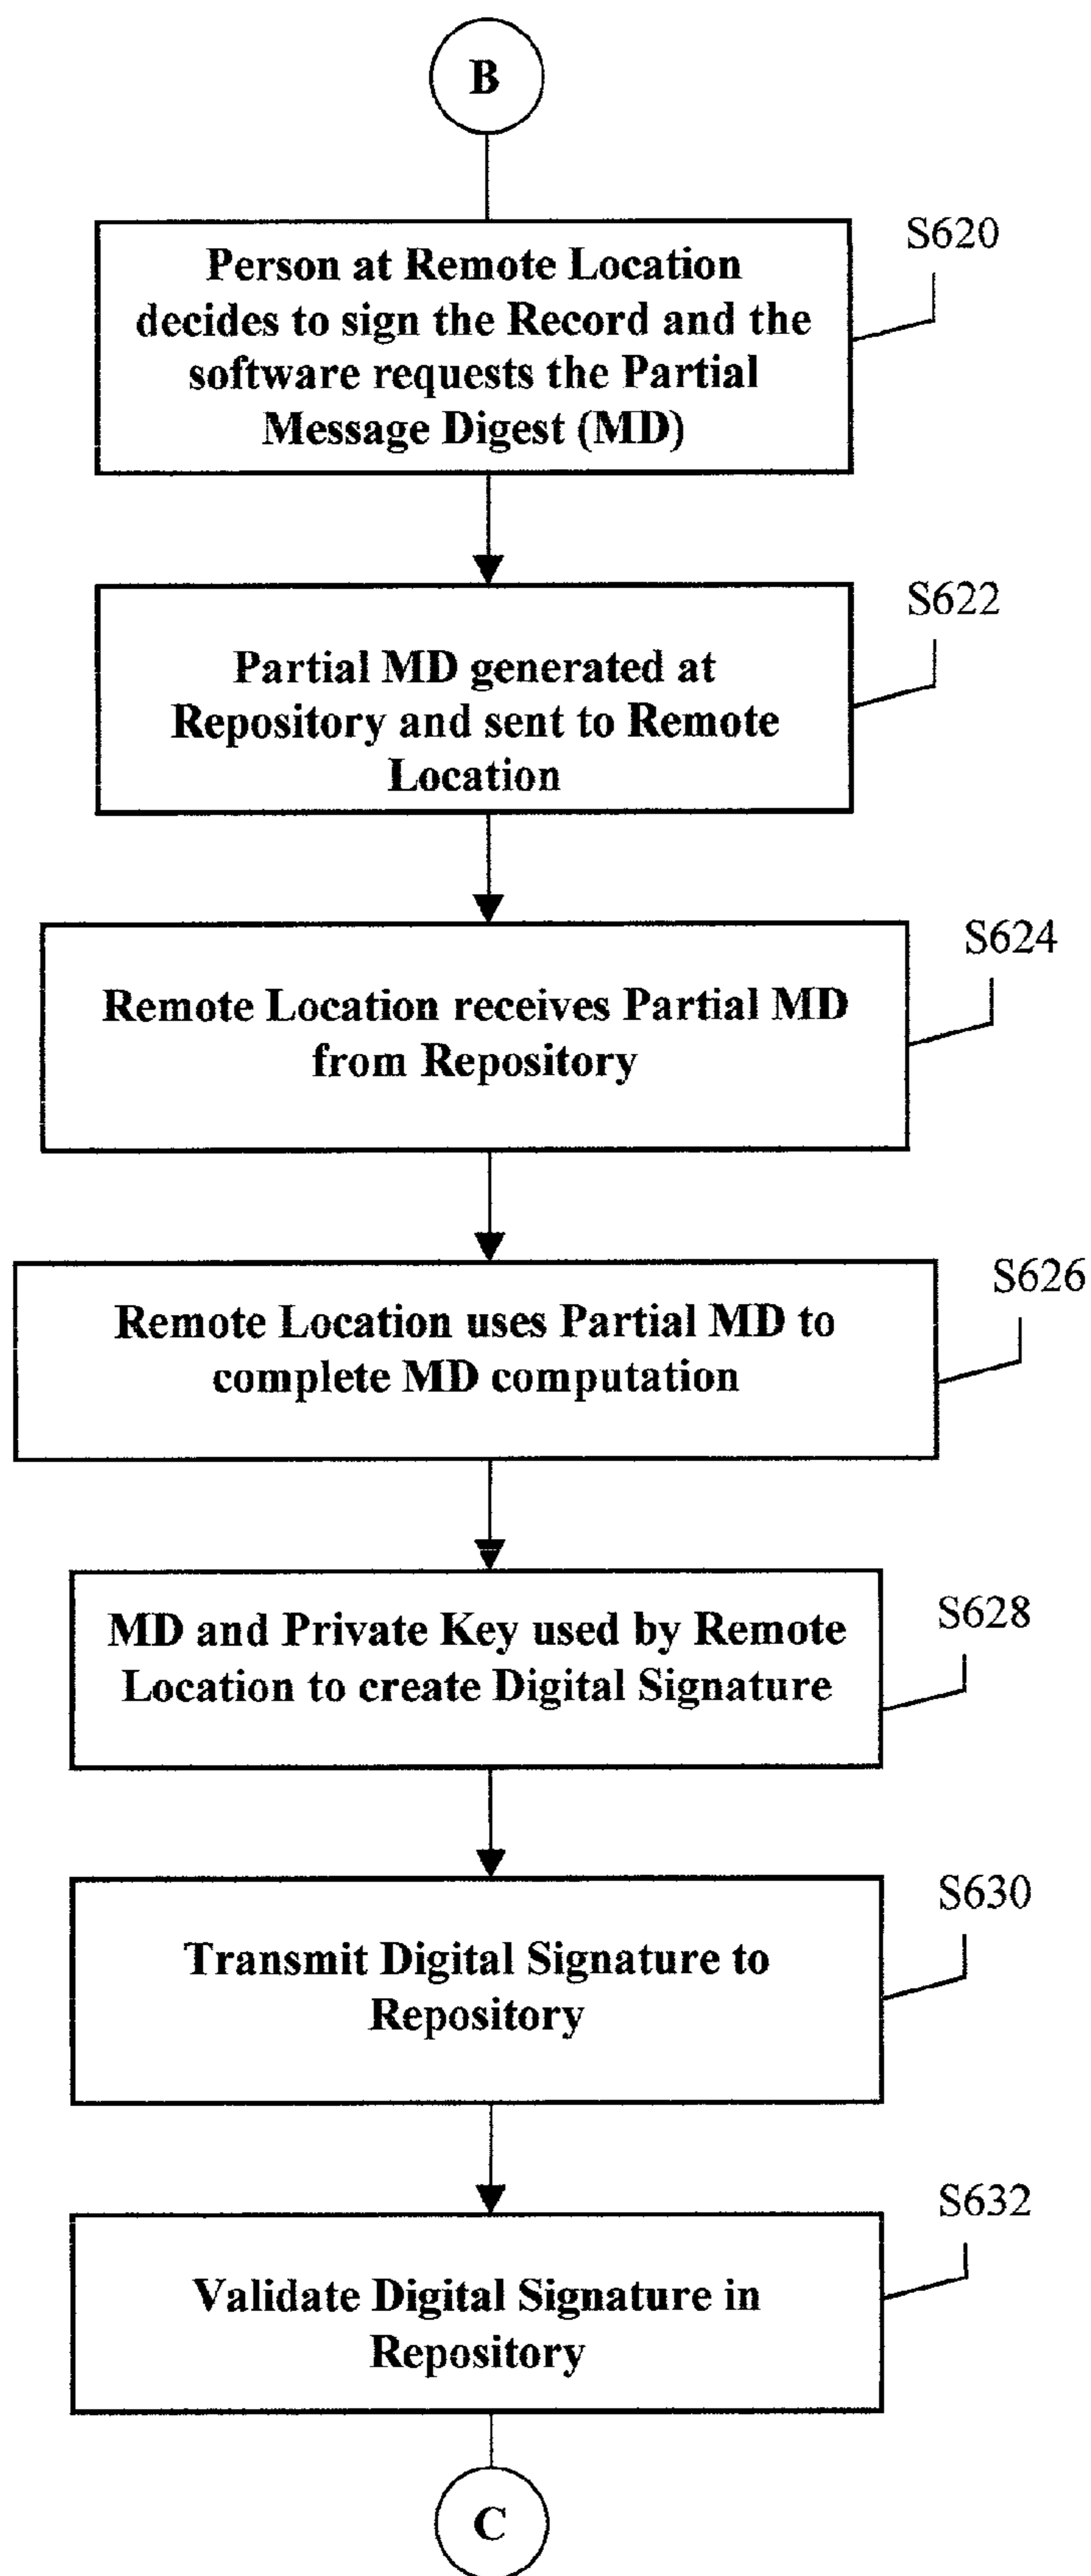 B
S620
Person at Remote Location
decides to sign the Record and the
software requests the Partial
Message Digest (MD)
S622
Partial MD generated at
Repository and sent to Remote
Location
S624
Remote Location receives Partial MD
from Repository
S626
Remote Location uses Partial MD to
complete MD computation
S628
MD and Private Key used by Remote
Location to create Digital Signature
S630
Transmit Digital Signature to
Repository
S632
Validate Digital Signature in
Repository
C